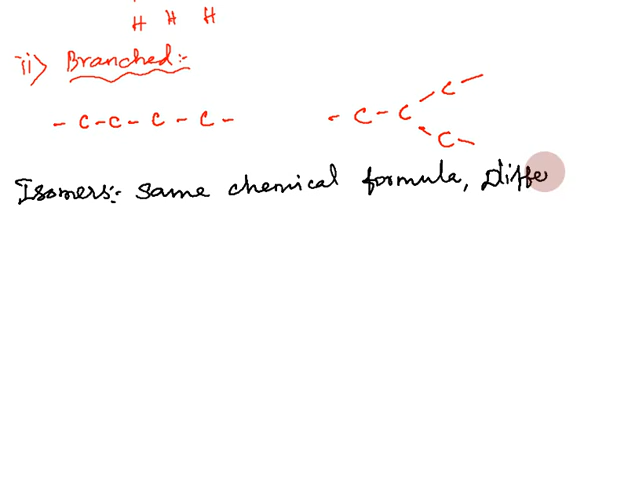 H H H
ii) Branched:-
- C - C - C - C -
- C - C - C -
- C -
Isomers:- same chemical formula, Diffe